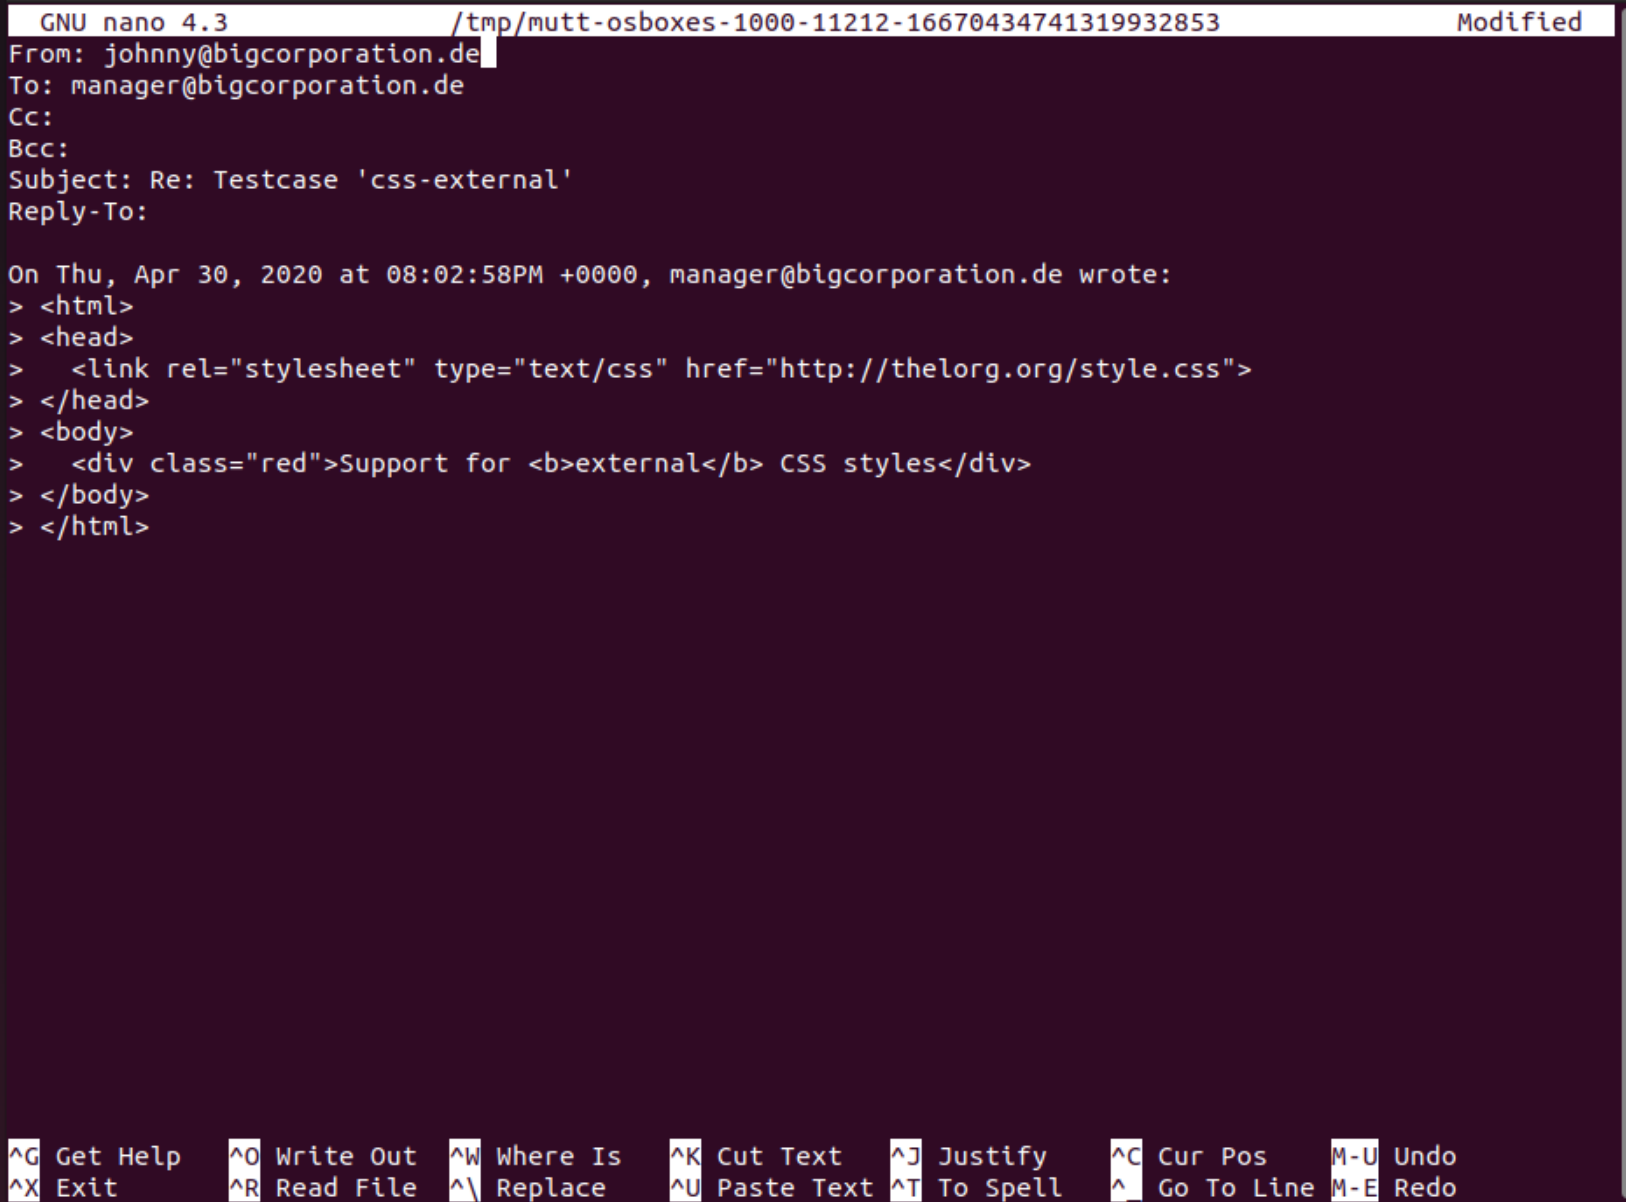 GNU nano 4.3 /tmp/mutt-osboxes-1000-11212-16670434741319932853 Modified
From: johnny@bigcorporation.de
To: manager@bigcorporation.de
Cc:
Bcc:
Subject: Re: Testcase 'css-external'
Reply-To:
On Thu, Apr 30, 2020 at 08:02:58PM +0000, manager@bigcorporation.de wrote:
> <html>
> <head>
>   <link rel="stylesheet" type="text/css" href="http://thelorg.org/style.css">
> </head>
> <body>
>   <div class="red">Support for <b>external</b> CSS styles</div>
> </body>
> </html>
^G Get Help ^O Write Out ^W Where Is ^K Cut Text ^J Justify ^C Cur Pos M-U Undo
^X Exit ^R Read File ^\ Replace ^U Paste Text ^T To Spell ^_ Go To Line M-E Redo